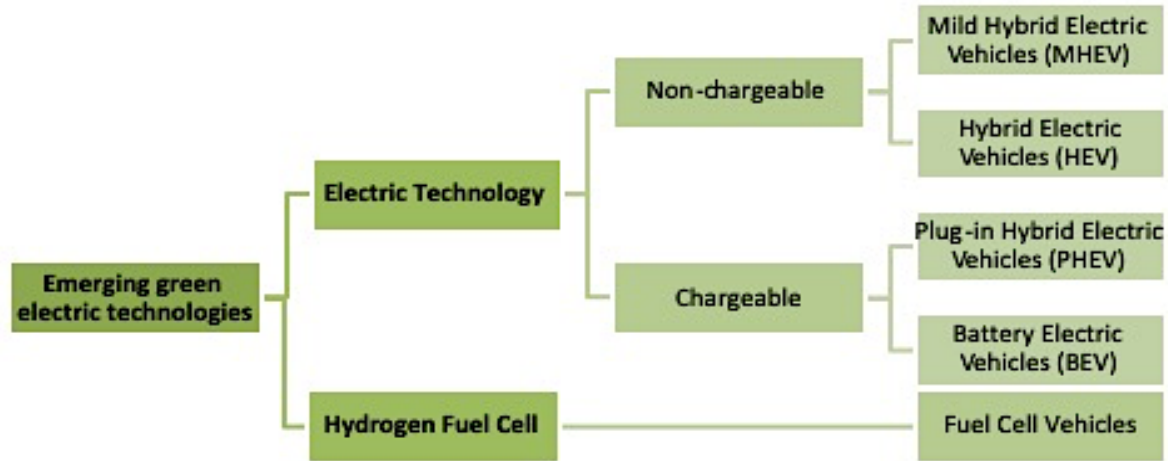 Mild Hybrid Electric
Vehicles (MHEV)
Non-chargeable
Hybrid Electric
Vehicles (HEV)
Electric Technology
Plug-in Hybrid Electric
Vehicles (PHEV)
Emerging green
electric technologies
Chargeable
Battery Electric
Vehicles (BEV)
Hydrogen Fuel Cell
Fuel Cell Vehicles